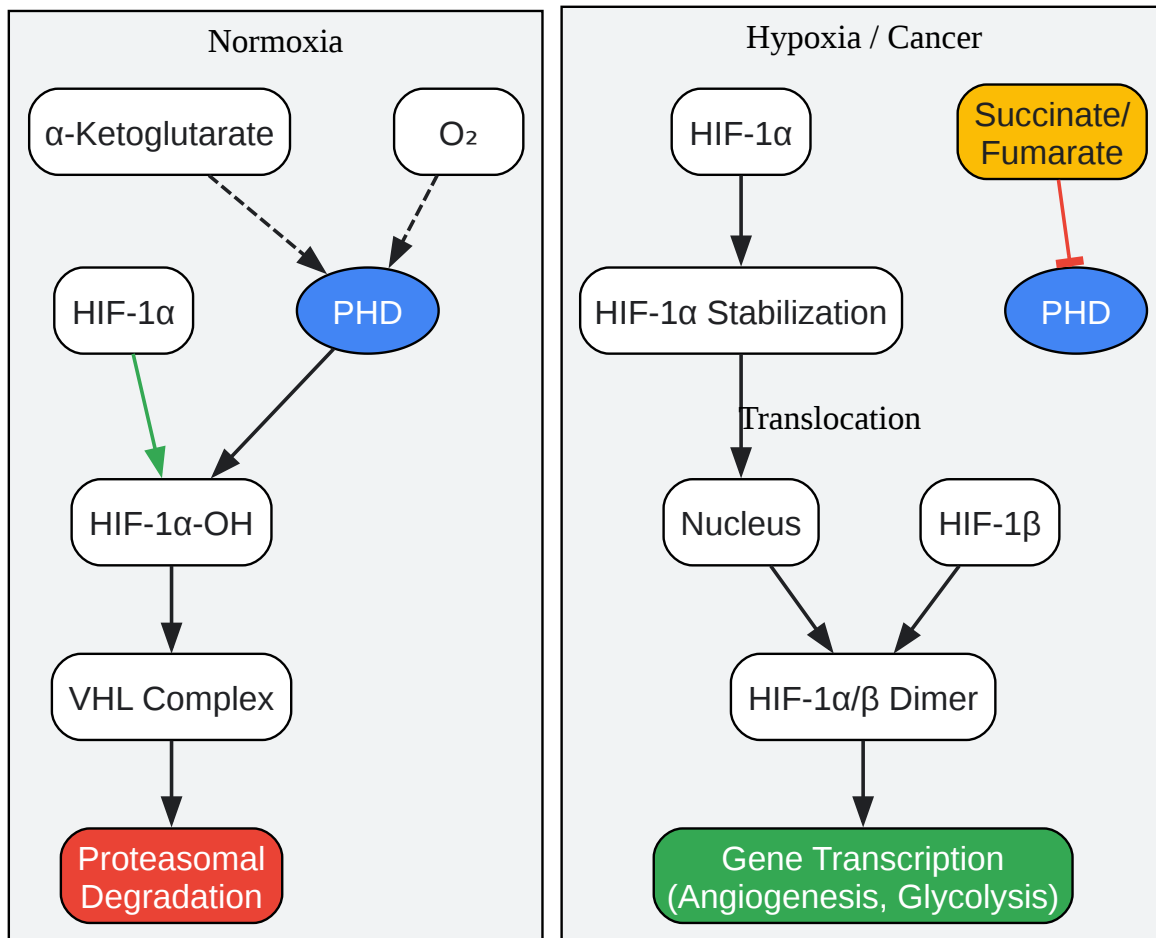 Normoxia
α-Ketoglutarate
O₂
HIF-1α
PHD
HIF-1α-OH
VHL Complex
Proteasomal
Degradation
Hypoxia / Cancer
HIF-1α
Succinate/
Fumarate
HIF-1α Stabilization
PHD
Translocation
Nucleus
HIF-1β
HIF-1α/β Dimer
Gene Transcription
(Angiogenesis, Glycolysis)